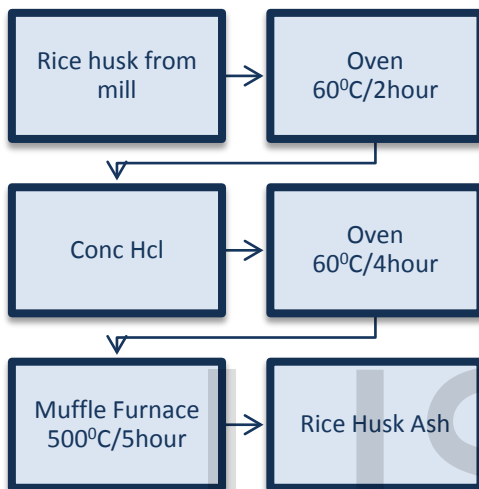 Rice husk from
mill
Oven
60⁰C/2hour
Conc Hcl
Oven
60⁰C/4hour
Muffle Furnace
500⁰C/5hour
Rice Husk Ash